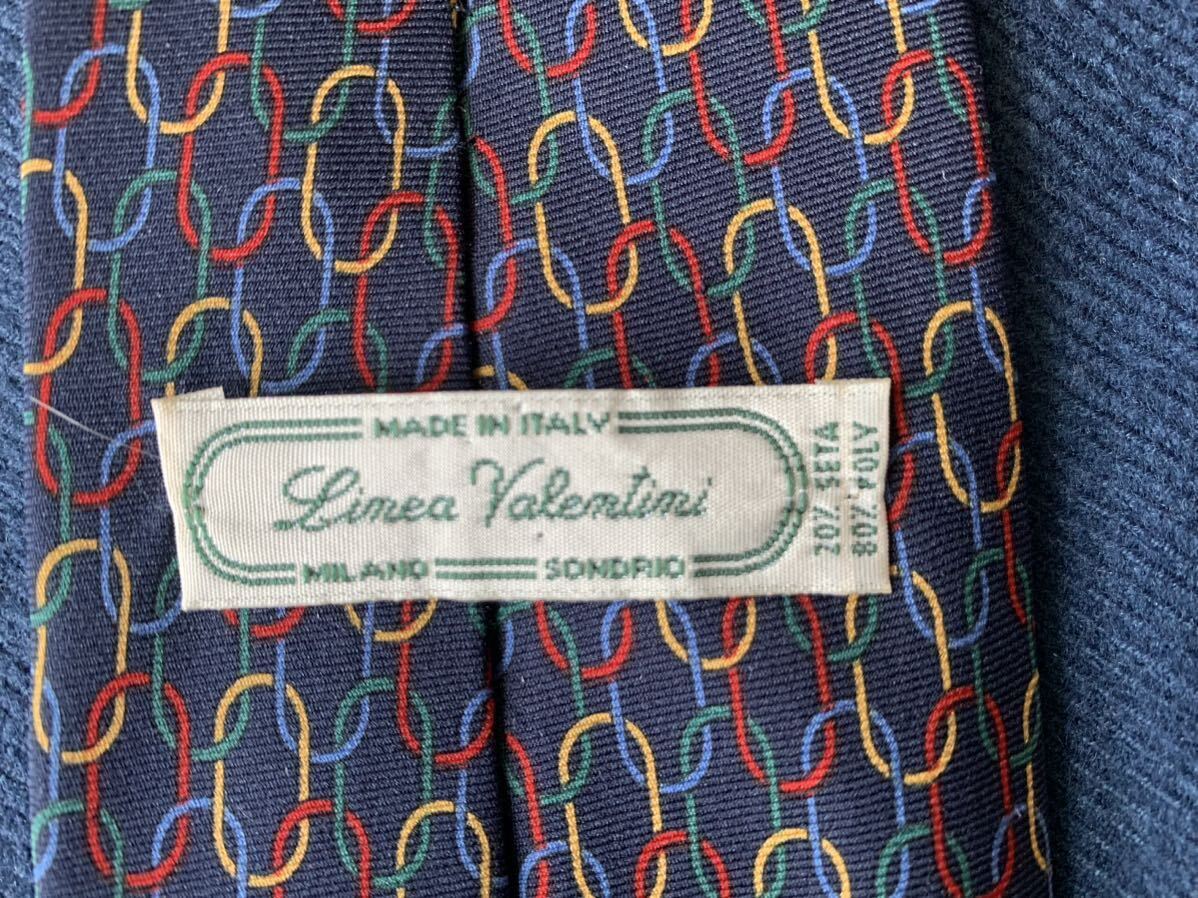 MADE IN ITALY
Linea Valentini
MILANO SONDRIO
20% SETA
80% POLY